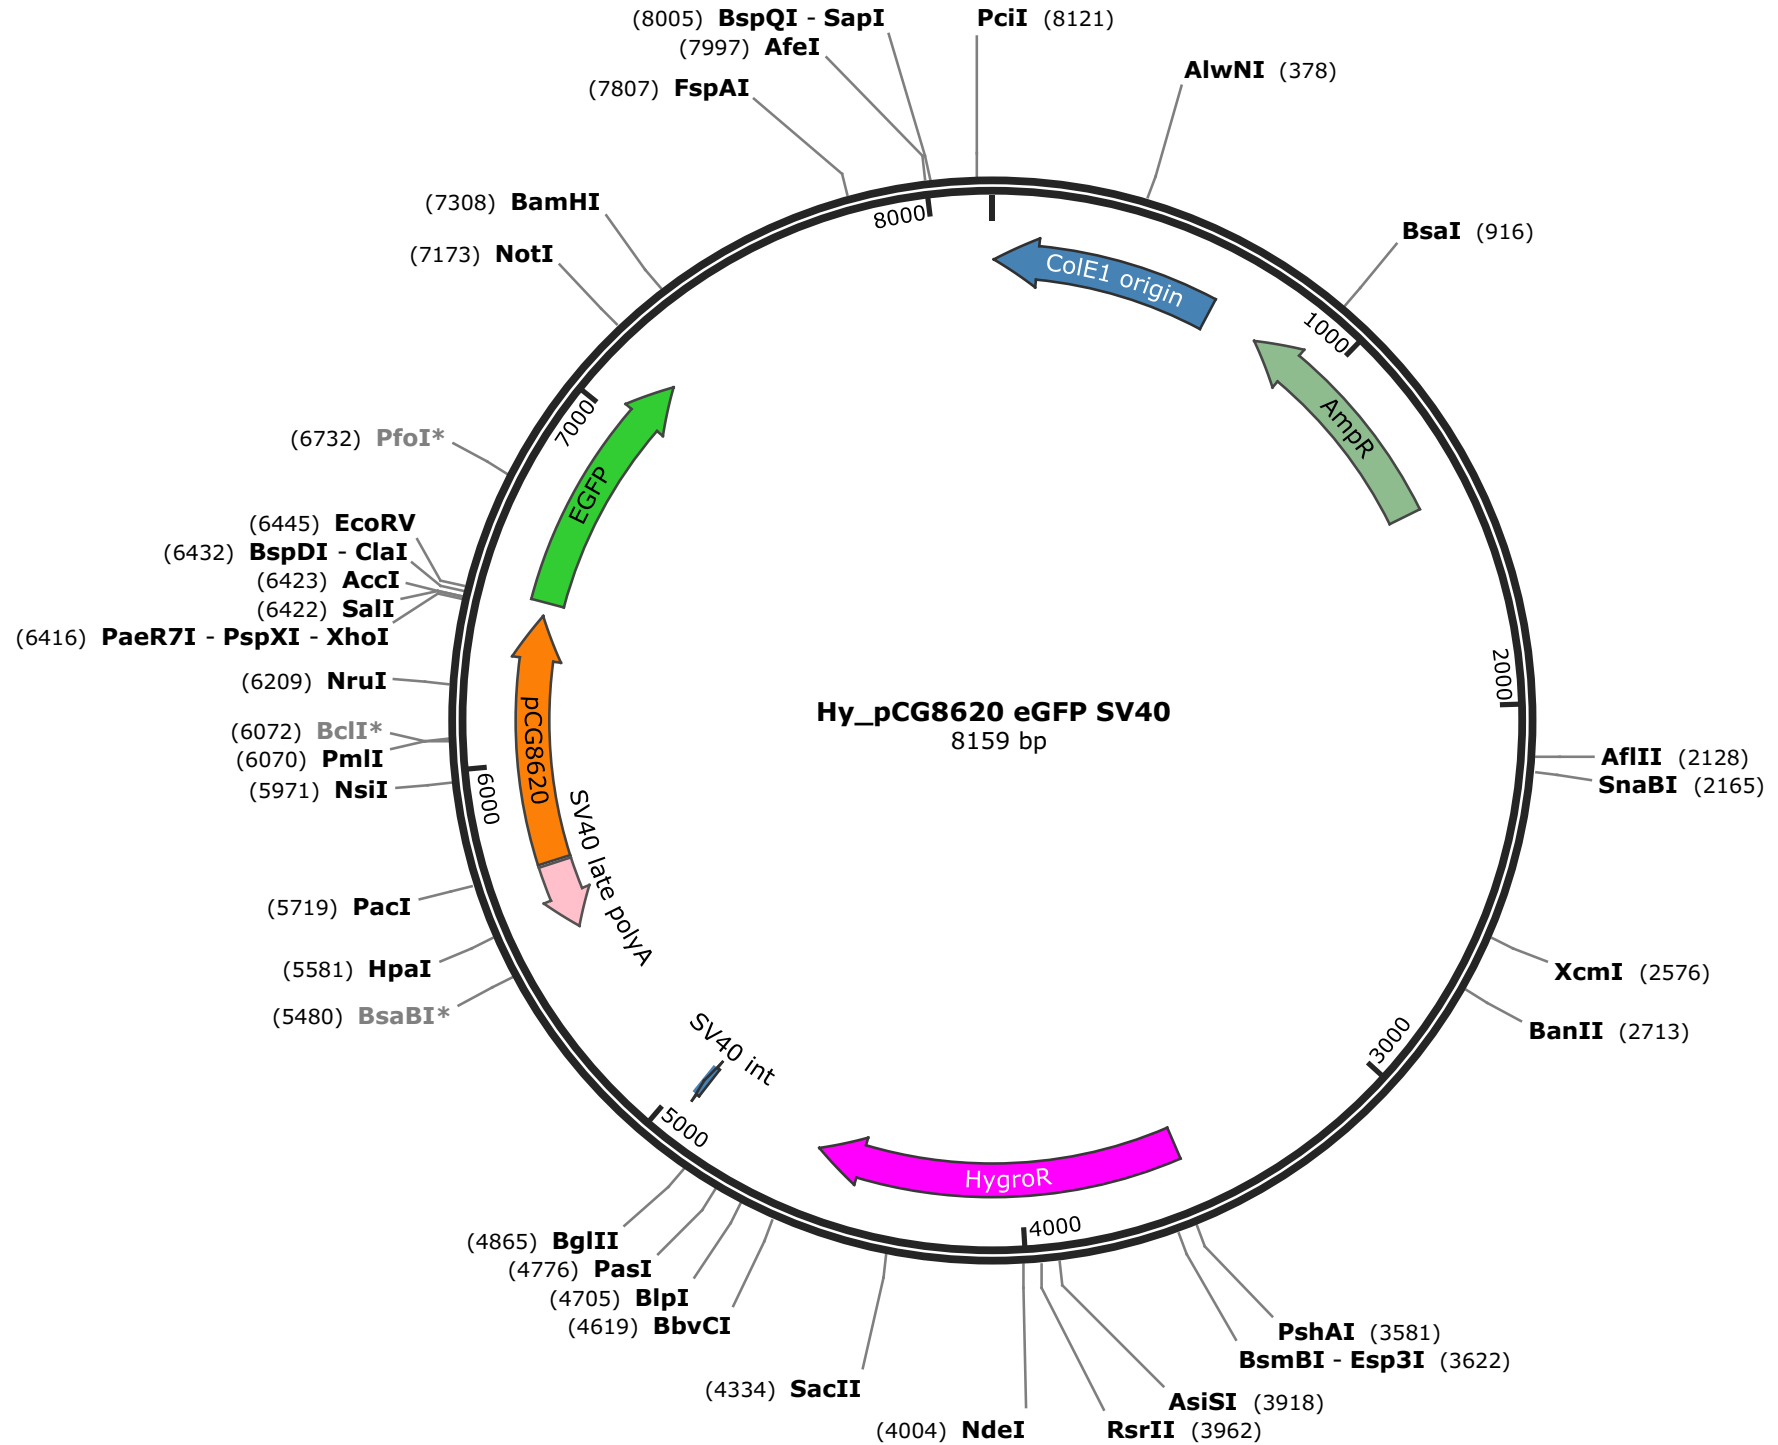 (8005) BspQI - SapI
(7997) AfeI
(7807) FspAI
PciI (8121)
AlwNI (378)
BsaI (916)
(7308) BamHI
(7173) NotI
8000
ColE1 origin
1000
AmpR
7000
EGFP
(6732) PfoI*
(6445) EcoRV
(6432) BspDI - ClaI
(6423) AccI
(6422) SalI
(6416) PaeR7I - PspXI - XhoI
(6209) NruI
(6072) BclI*
(6070) PmlI
(5971) NsiI
2000
pCG8620
Hy_pCG8620 eGFP SV40
8159 bp
AflII (2128)
SnaBI (2165)
6000
SV40 late polyA
(5719) PacI
(5581) HpaI
(5480) BsaBI*
XcmI (2576)
BanII (2713)
3000
SV40 int
5000
HygroR
4000
(4865) BglII
(4776) PasI
(4705) BlpI
(4619) BbvCI
(4334) SacII
(4004) NdeI
PshAI (3581)
BsmBI - Esp3I (3622)
AsiSI (3918)
RsrII (3962)